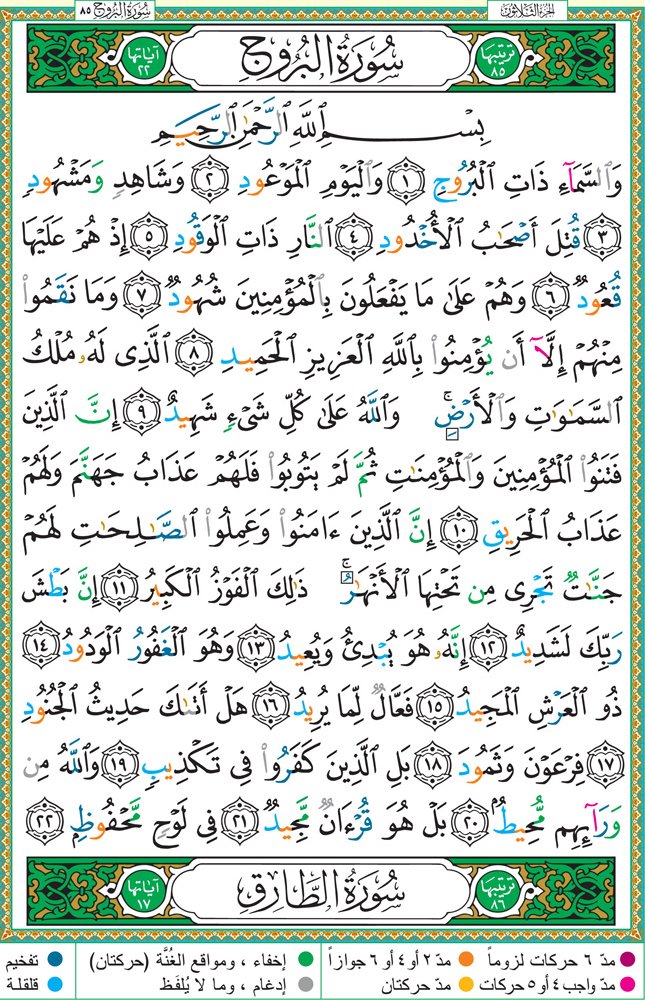 الجزء الثلاثون سورة البروج ٨٥
ترتيبها ٨٥ سُورَةُ البُرُوجِ آياتها ٢٢
بِسْمِ ٱللَّهِ ٱلرَّحْمَٰنِ ٱلرَّحِيمِ
وَٱلسَّمَآءِ ذَاتِ ٱلْبُرُوجِ ١ وَٱلْيَوْمِ ٱلْمَوْعُودِ ٢ وَشَاهِدٍ وَمَشْهُودٍ
٣ قُتِلَ أَصْحَٰبُ ٱلْأُخْدُودِ ٤ ٱلنَّارِ ذَاتِ ٱلْوَقُودِ ٥ إِذْ هُمْ عَلَيْهَا
قُعُودٌ ٦ وَهُمْ عَلَىٰ مَا يَفْعَلُونَ بِٱلْمُؤْمِنِينَ شُهُودٌ ٧ وَمَا نَقَمُوا۟
مِنْهُمْ إِلَّآ أَن يُؤْمِنُوا۟ بِٱللَّهِ ٱلْعَزِيزِ ٱلْحَمِيدِ ٨ ٱلَّذِى لَهُۥ مُلْكُ
ٱلسَّمَٰوَٰتِ وَٱلْأَرْضِ ۚ وَٱللَّهُ عَلَىٰ كُلِّ شَىْءٍ شَهِيدٌ ٩ إِنَّ ٱلَّذِينَ
فَتَنُوا۟ ٱلْمُؤْمِنِينَ وَٱلْمُؤْمِنَٰتِ ثُمَّ لَمْ يَتُوبُوا۟ فَلَهُمْ عَذَابُ جَهَنَّمَ وَلَهُمْ
عَذَابُ ٱلْحَرِيقِ ١٠ إِنَّ ٱلَّذِينَ ءَامَنُوا۟ وَعَمِلُوا۟ ٱلصَّٰلِحَٰتِ لَهُمْ
جَنَّٰتٌ تَجْرِى مِن تَحْتِهَا ٱلْأَنْهَٰرُ ۚ ذَٰلِكَ ٱلْفَوْزُ ٱلْكَبِيرُ ١١ إِنَّ بَطْشَ
رَبِّكَ لَشَدِيدٌ ١٢ إِنَّهُۥ هُوَ يُبْدِئُ وَيُعِيدُ ١٣ وَهُوَ ٱلْغَفُورُ ٱلْوَدُودُ ١٤
ذُو ٱلْعَرْشِ ٱلْمَجِيدُ ١٥ فَعَّالٌ لِّمَا يُرِيدُ ١٦ هَلْ أَتَىٰكَ حَدِيثُ ٱلْجُنُودِ
١٧ فِرْعَوْنَ وَثَمُودَ ١٨ بَلِ ٱلَّذِينَ كَفَرُوا۟ فِى تَكْذِيبٍ ١٩ وَٱللَّهُ مِن
وَرَآئِهِم مُّحِيطٌ ٢٠ بَلْ هُوَ قُرْءَانٌ مَّجِيدٌ ٢١ فِى لَوْحٍ مَّحْفُوظٍ ٢٢
ترتيبها ٨٦ سُورَةُ الطَّارِقِ آياتها ١٧
مدّ ٦ حركات لزوماً مدّ ٢ أو ٤ أو ٦ جوازاً إخفاء ، ومواقع الغُنَّة (حركتان) تفخيم
مدّ واجب ٤ أو ٥ حركات مدّ حركتان إدغام ، وما لا يُلفَظ قلقلة